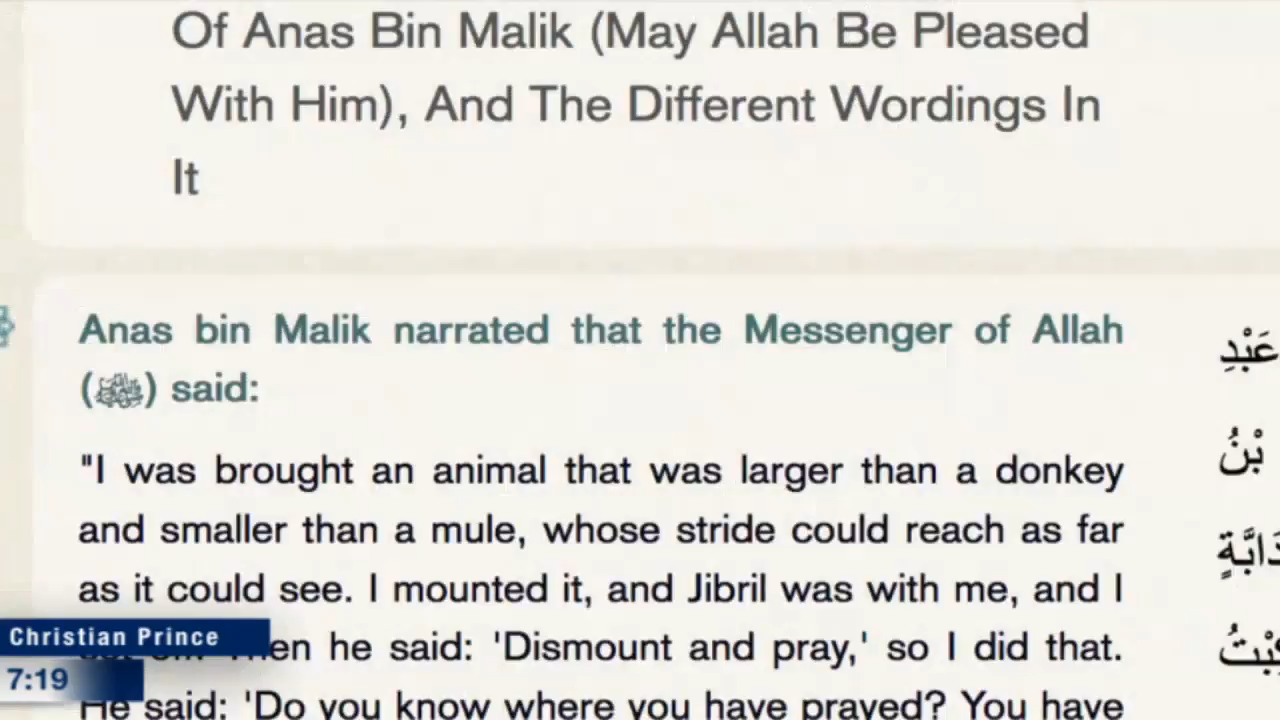 Of Anas Bin Malik (May Allah Be Pleased
With Him), And The Different Wordings In
It
Anas bin Malik narrated that the Messenger of Allah
(ﷺ) said:
"I was brought an animal that was larger than a donkey
and smaller than a mule, whose stride could reach as far
as it could see. I mounted it, and Jibril was with me, and I
he said: 'Dismount and pray,' so I did that.
He said: 'Do you know where you have prayed? You have
عَبْدِ
بْنُ
Christian Prince
7:19